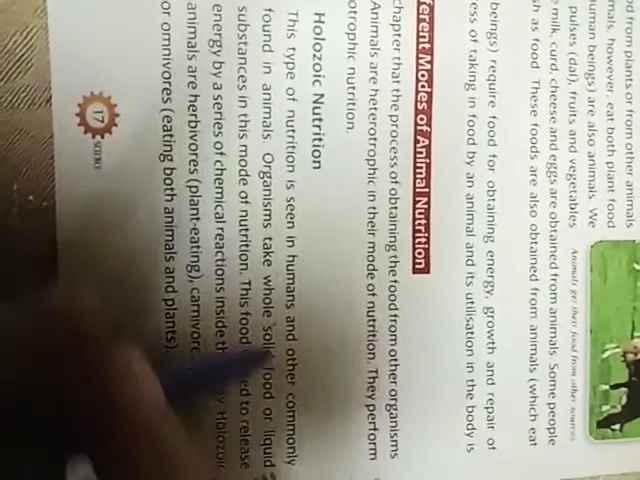 od from plants or from other animals
mals, however, eat both plant food
uman beings) are also animals. We
pulses (dal), fruits and vegetables
milk, curd, cheese and eggs are obtained from animals. Some people
sh as food. These foods are also obtained from animals (which eat
Animals get their food from other sources
beings) require food for obtaining energy, growth and repair of
ess of taking in food by an animal and its utilisation in the body is
ferent Modes of Animal Nutrition
chapter that the process of obtaining the food from other organisms
Animals are heterotrophic in their mode of nutrition. They perform
otrophic nutrition.
Holozoic Nutrition
This type of nutrition is seen in humans and other commonly
found in animals. Organisms take whole solid food or liquid
substances in this mode of nutrition. This food ed to release
energy by a series of chemical reactions inside th y. Holozoic
animals are herbivores (plant-eating), carnivore
or omnivores (eating both animals and plants).
17
SCIENCE